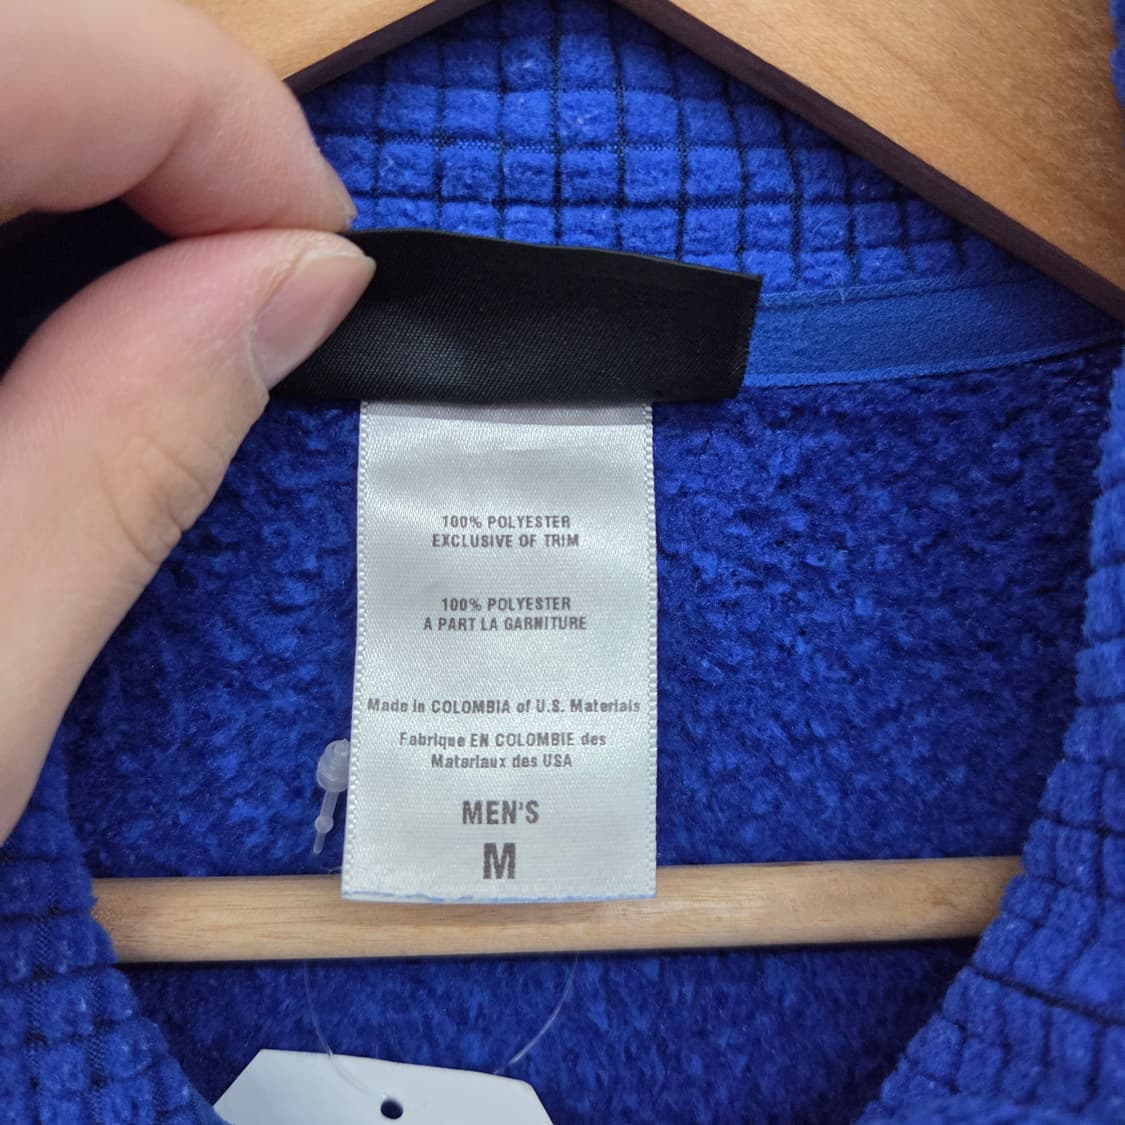 100% POLYESTER
EXCLUSIVE OF TRIM
100% POLYESTER
A PART LA GARNITURE
Made in COLOMBIA of U.S. Materials
Fabrique EN COLOMBIE des
Materiaux des USA
MEN'S
M